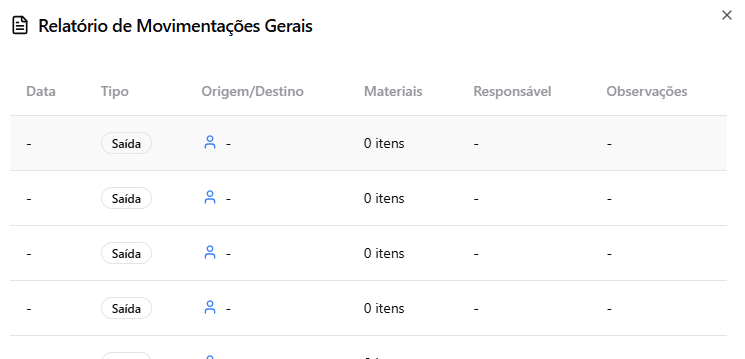 Relatório de Movimentações Gerais
Data Tipo Origem/Destino Materiais Responsável Observações
- Saída - 0 itens - -
- Saída - 0 itens - -
- Saída - 0 itens - -
- Saída - 0 itens - -